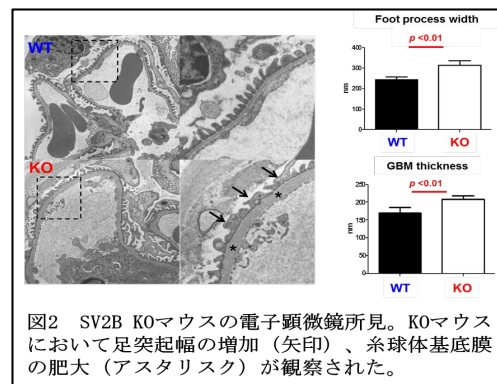 Foot process width
p <0.01
WT
400
300
200
100
0
nm
WT
KO
KO
GBM thickness
p <0.01
250
200
150
100
50
0
nm
WT
KO
*
*
図2 SV2B KOマウスの電子顕微鏡所見。KOマウス
において足突起幅の増加（矢印）、糸球体基底膜
の肥大（アスタリスク）が観察された。